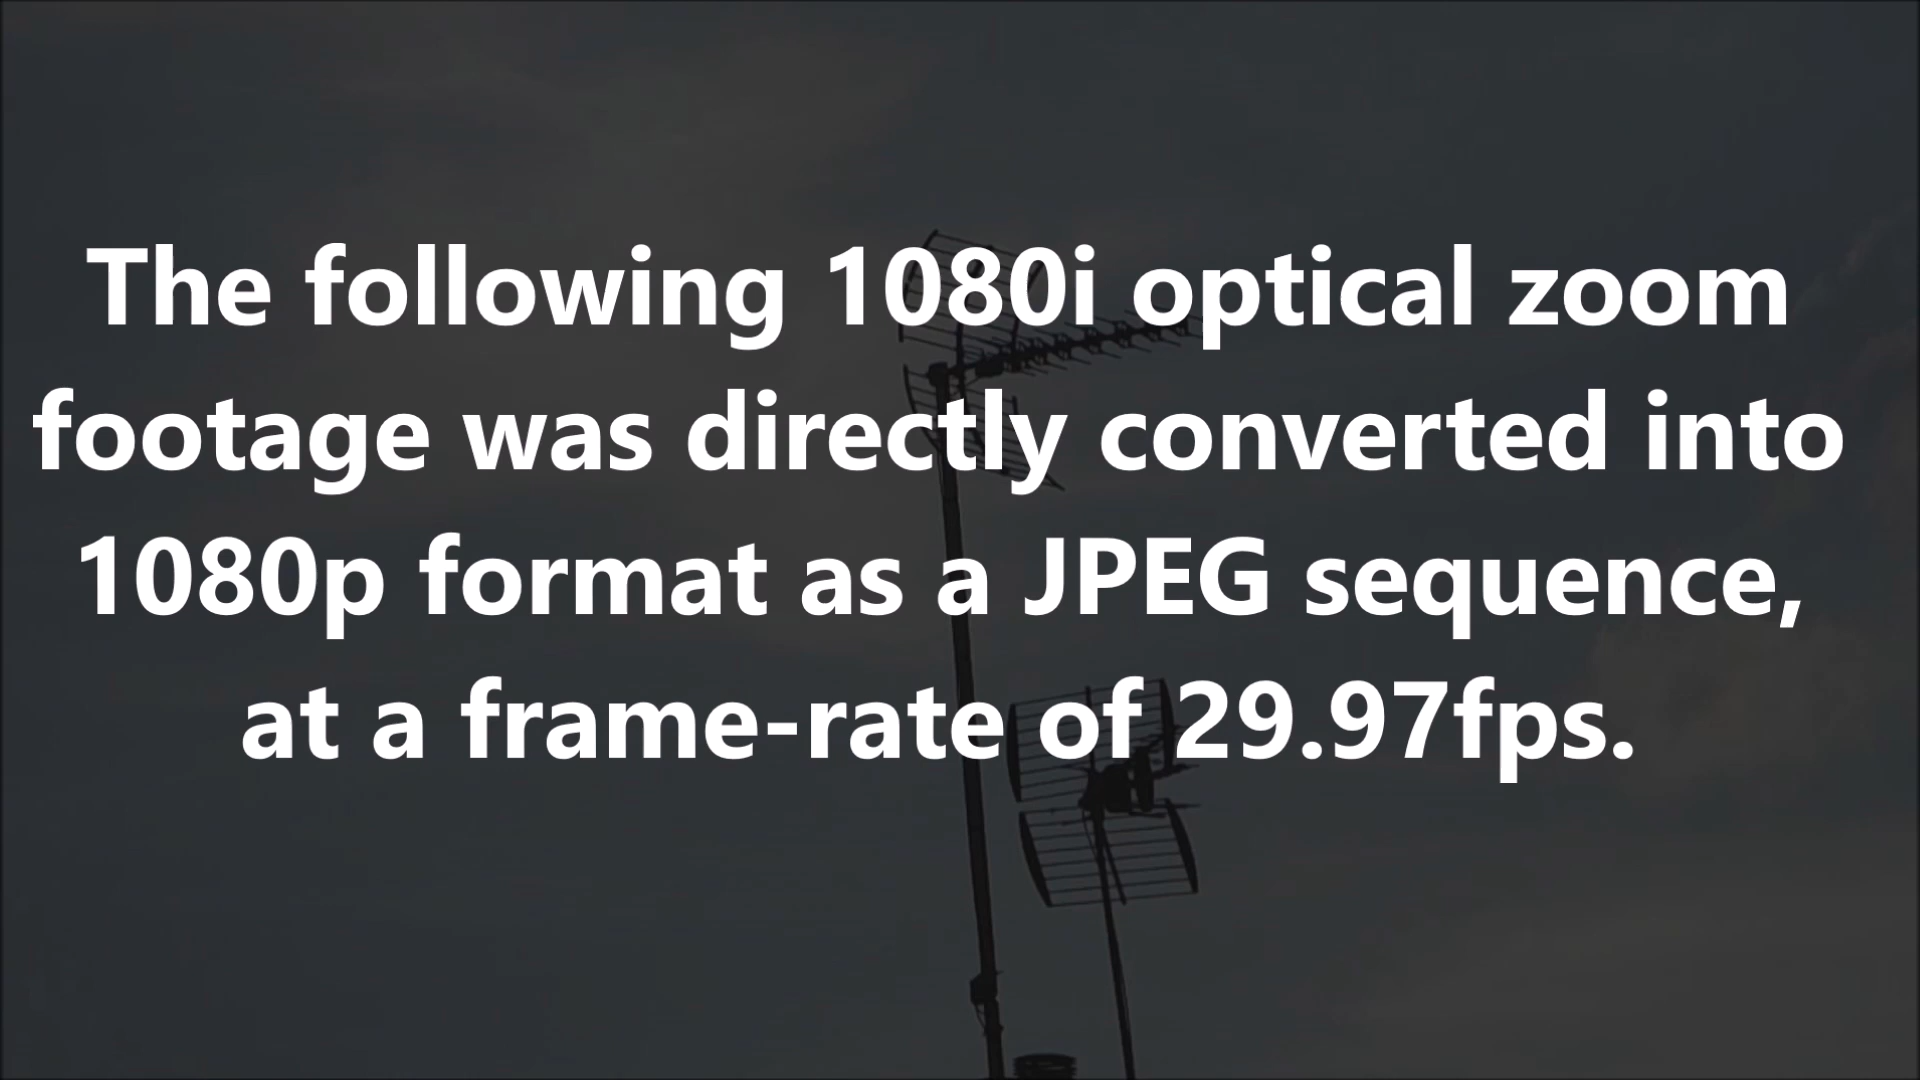 The following 1080i optical zoom
footage was directly converted into
1080p format as a JPEG sequence,
at a frame-rate of 29.97fps.